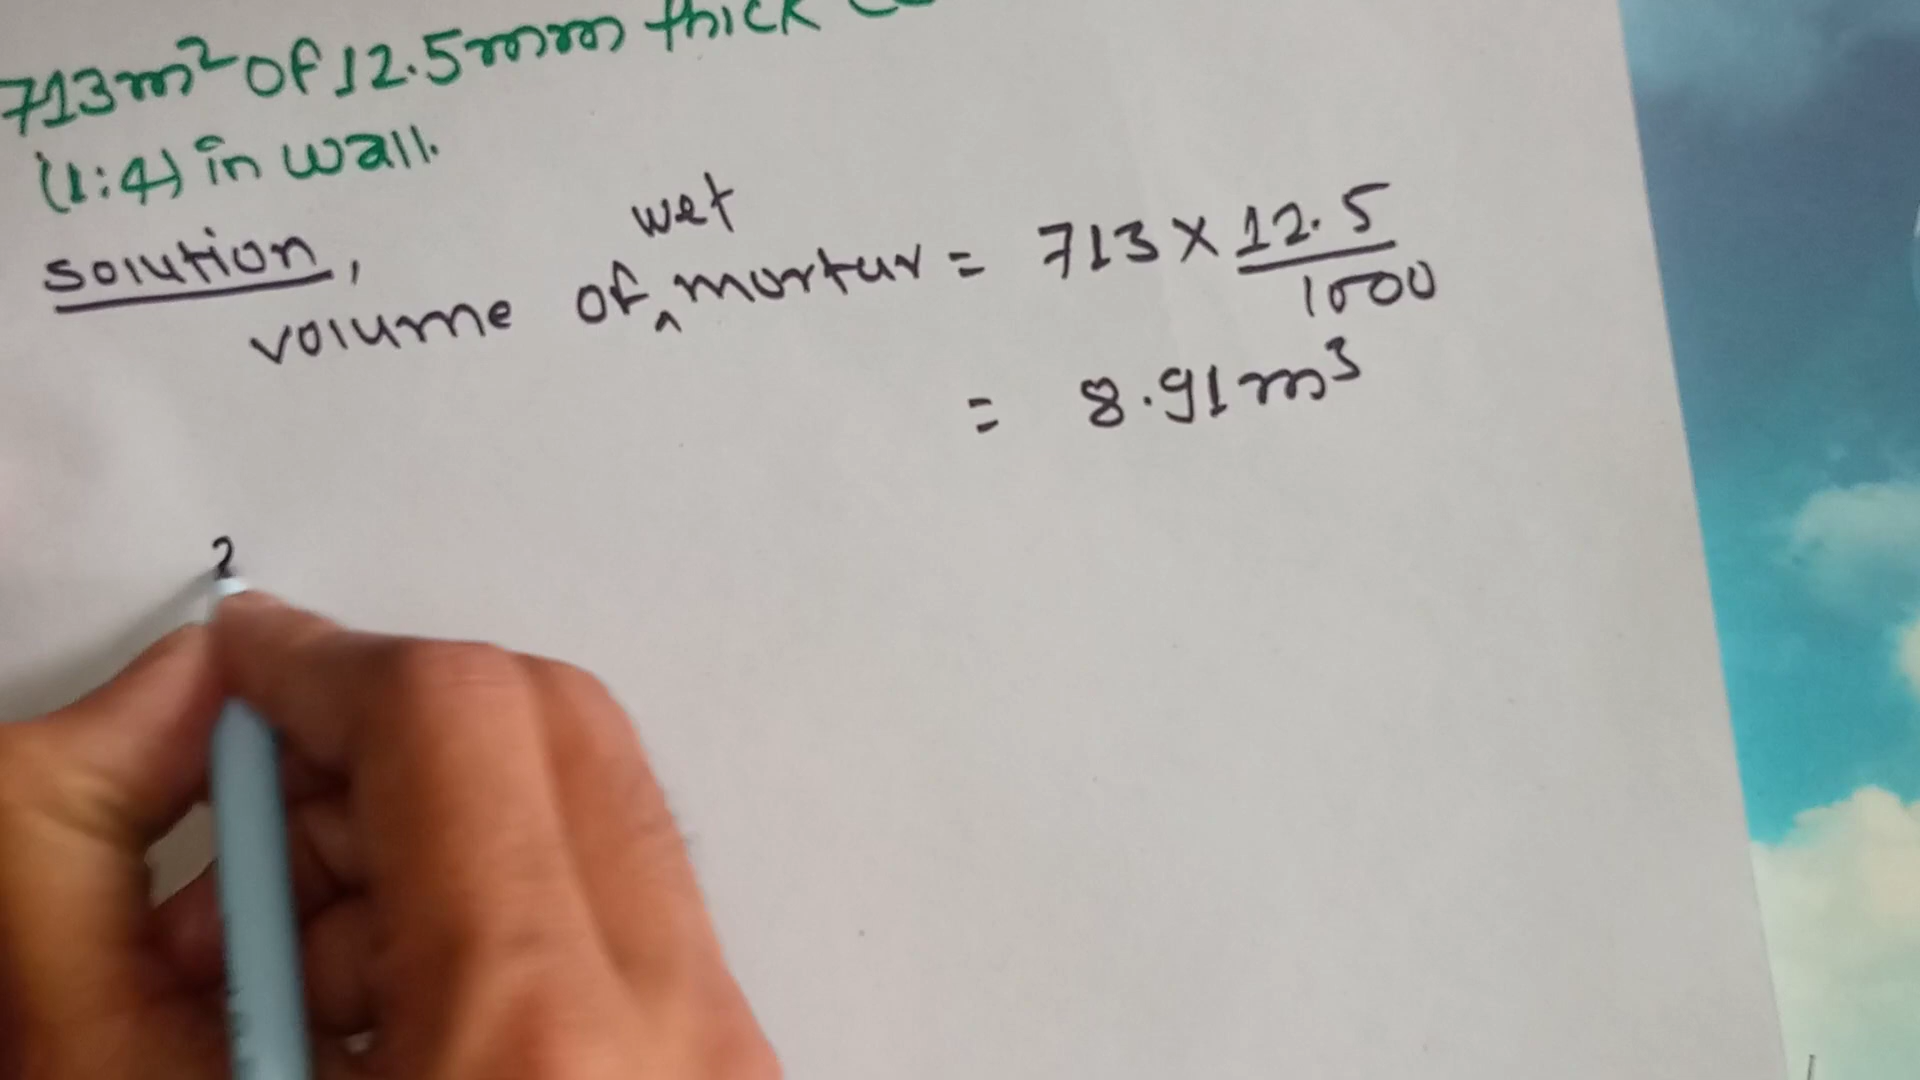 713m² of 12.5mm thick
(1:4) in wall.
solution,
wet
volume of ^ mortar = 713 × 12.5
1000
= 8.91m³
2